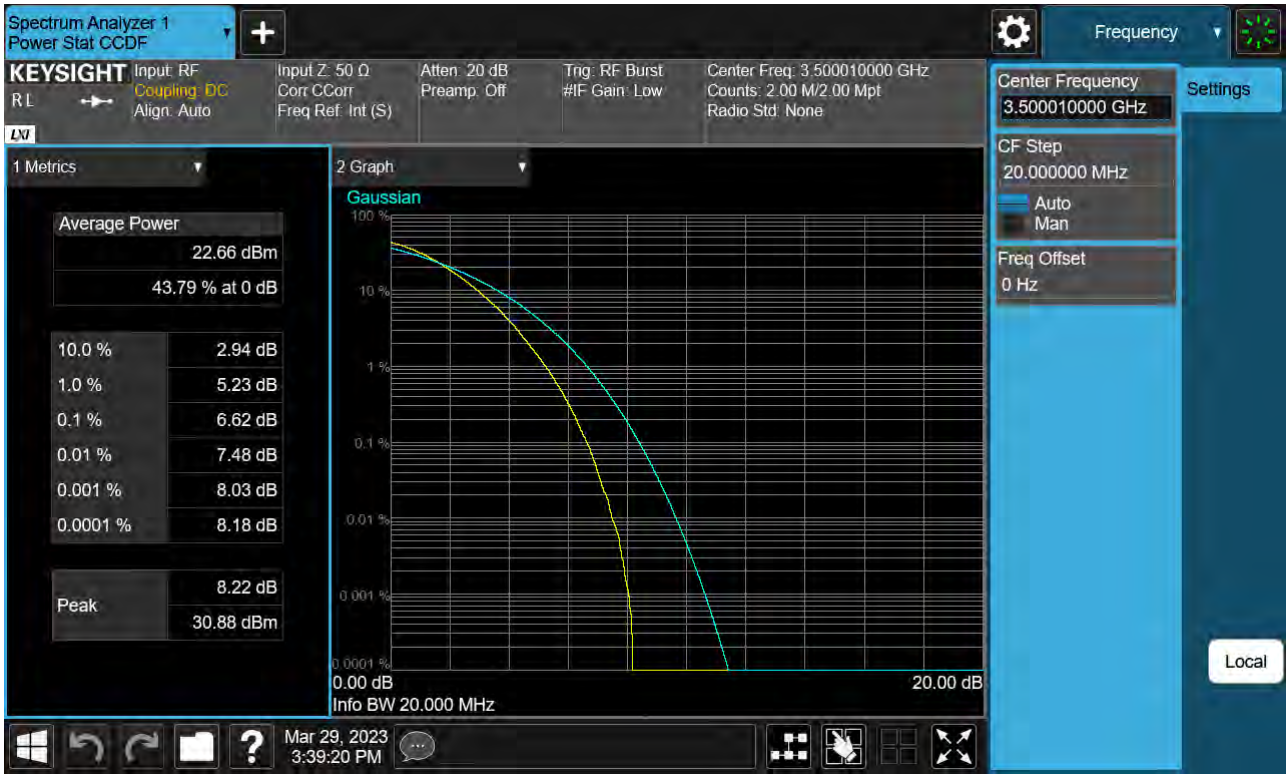 Spectrum Analyzer 1
Power Stat CCDF
+
Frequency
KEYSIGHT
R L
LXI
Input: RF
Coupling: DC
Align: Auto
Input Z: 50 Ω
Corr CCorr
Freq Ref: Int (S)
Atten: 20 dB
Preamp: Off
Trig: RF Burst
#IF Gain: Low
Center Freq: 3.500010000 GHz
Counts: 2.00 M/2.00 Mpt
Radio Std: None
Center Frequency
3.500010000 GHz
Settings
CF Step
20.000000 MHz
Auto
Man
Freq Offset
0 Hz
1 Metrics
Average Power
22.66 dBm
43.79 % at 0 dB
10.0 % 2.94 dB
1.0 % 5.23 dB
0.1 % 6.62 dB
0.01 % 7.48 dB
0.001 % 8.03 dB
0.0001 % 8.18 dB
Peak
8.22 dB
30.88 dBm
2 Graph
Gaussian
100 %
10 %
1 %
0.1 %
0.01 %
0.001 %
0.0001 %
0.00 dB 20.00 dB
Info BW 20.000 MHz
Local
?
Mar 29, 2023
3:39:20 PM